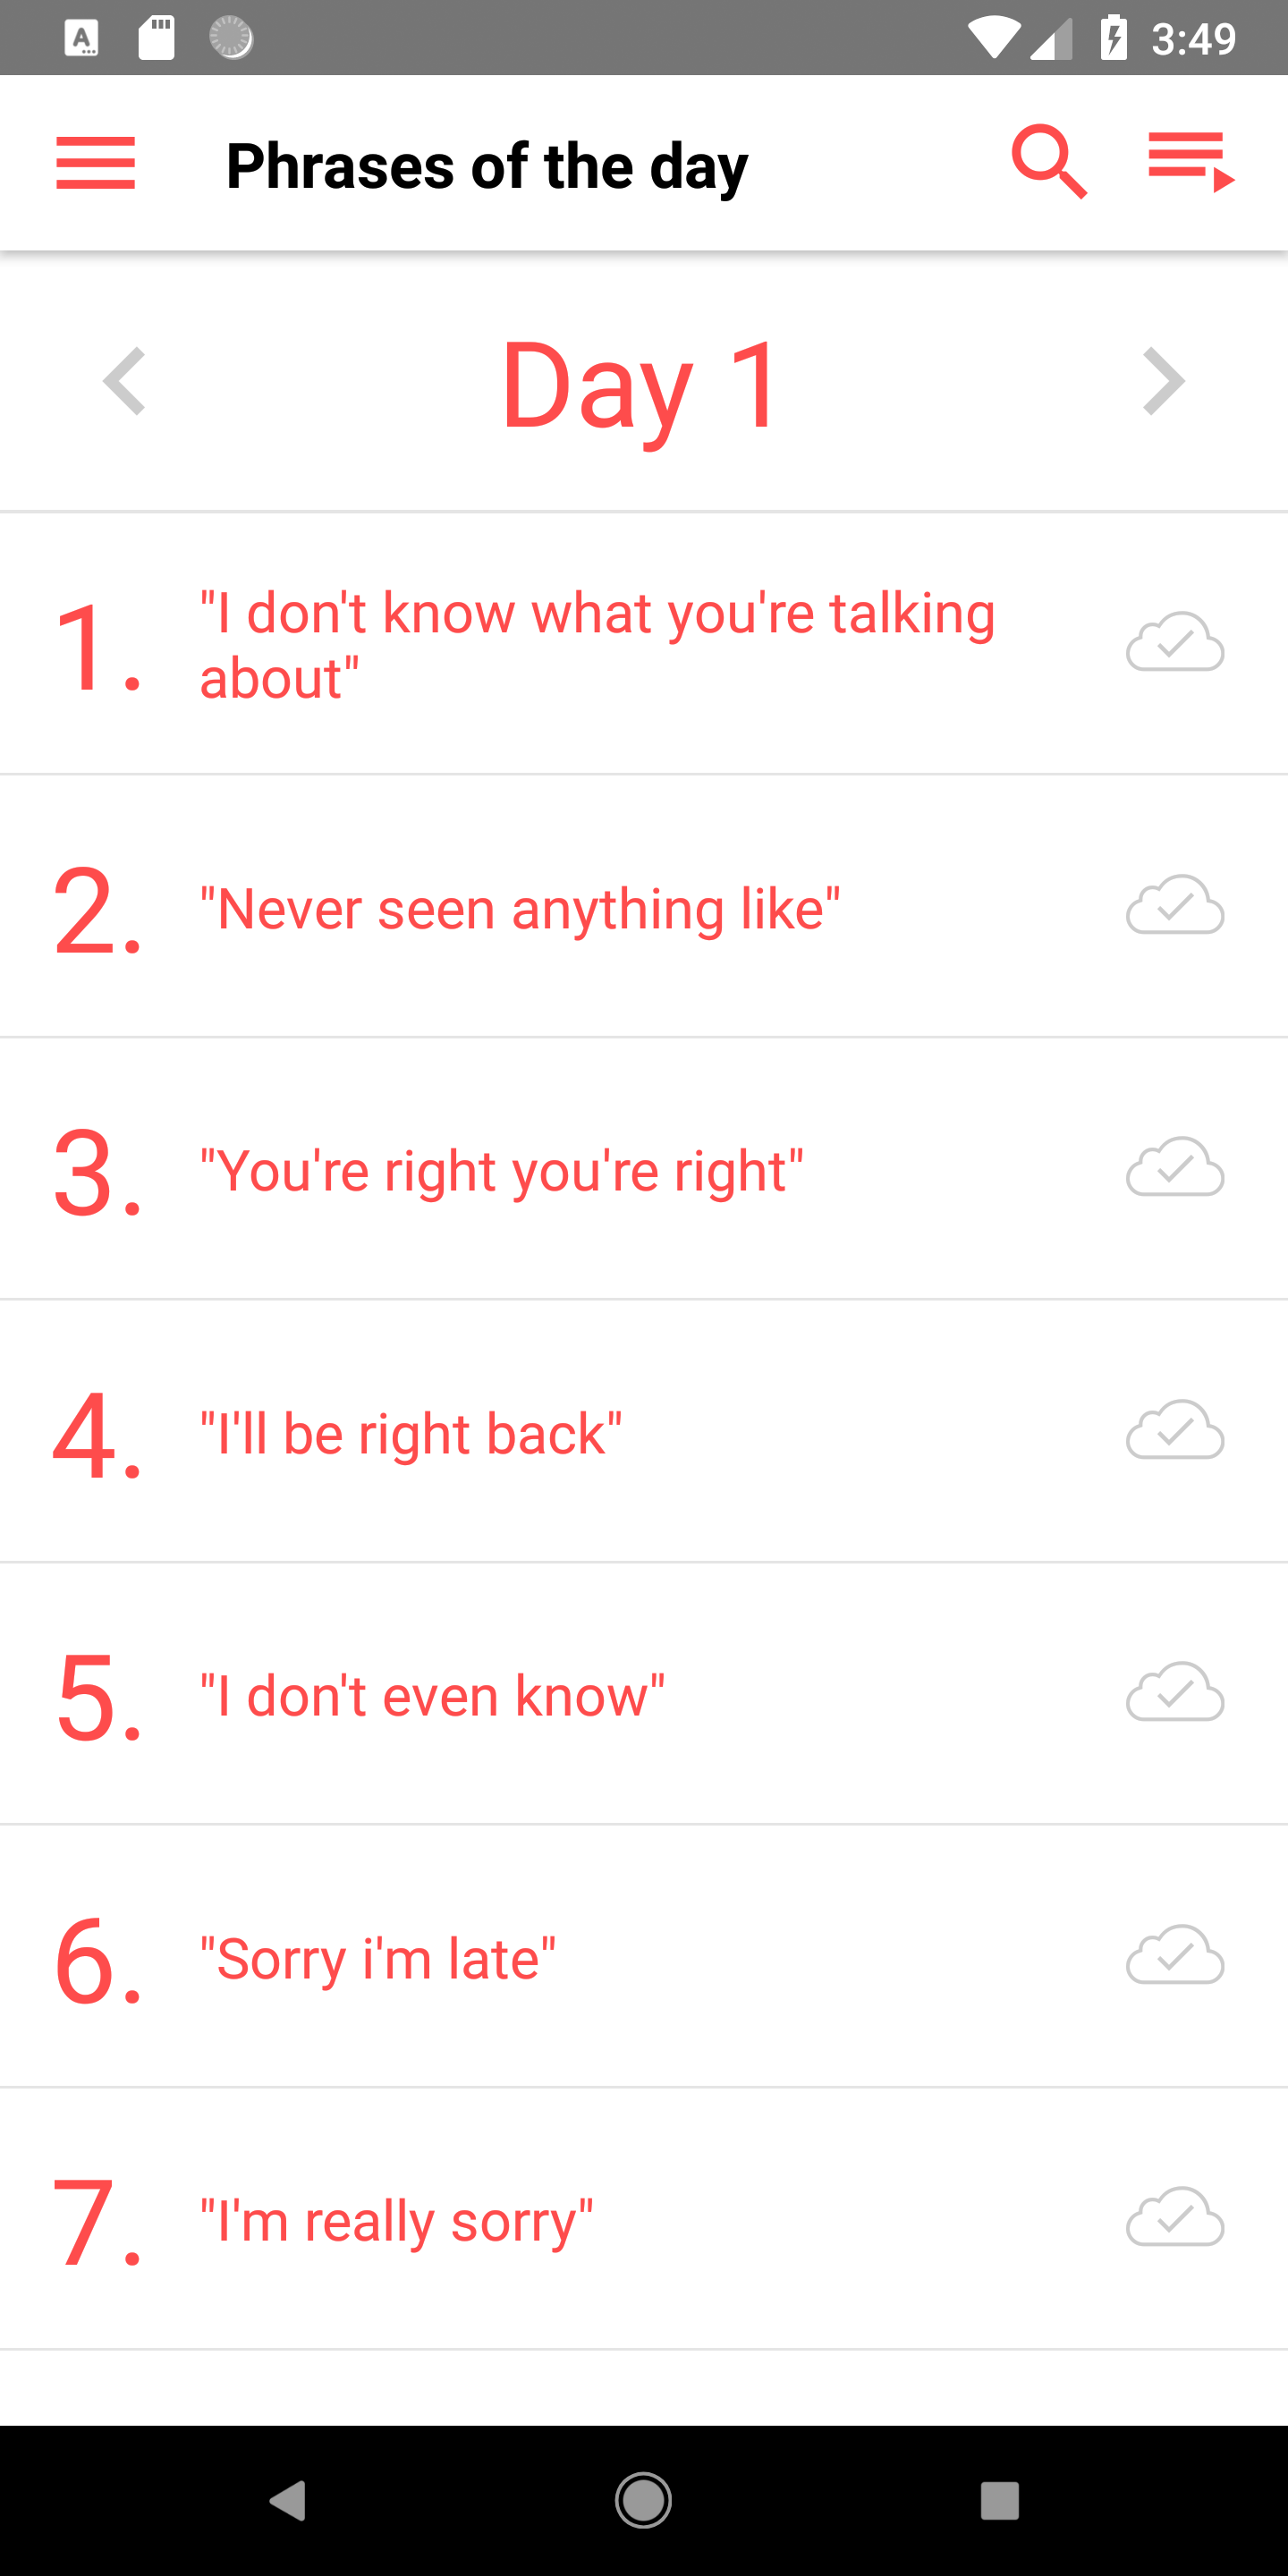 3:49
Phrases of the day
Day 1
1. "I don't know what you're talking
about"
2. "Never seen anything like"
3. "You're right you're right"
4. "I'll be right back"
5. "I don't even know"
6. "Sorry i'm late"
7. "I'm really sorry"